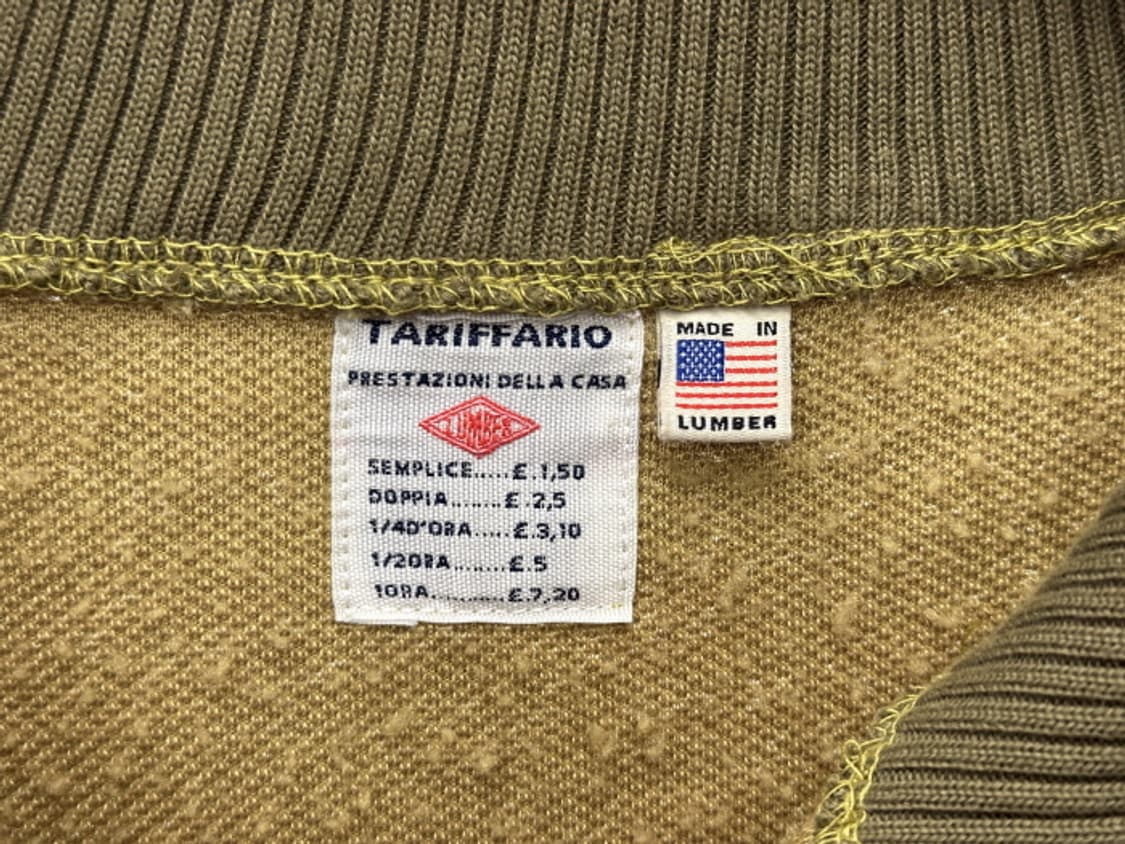 TARIFFARIO
PRESTAZIONI DELLA CASA
LUMBER
SEMPLICE.....£.1,50
DOPPIA........£.2,5
1/4D'ORA.....£.3,10
1/2ORA........£.5
1ORA............£.7,20
MADE IN
LUMBER